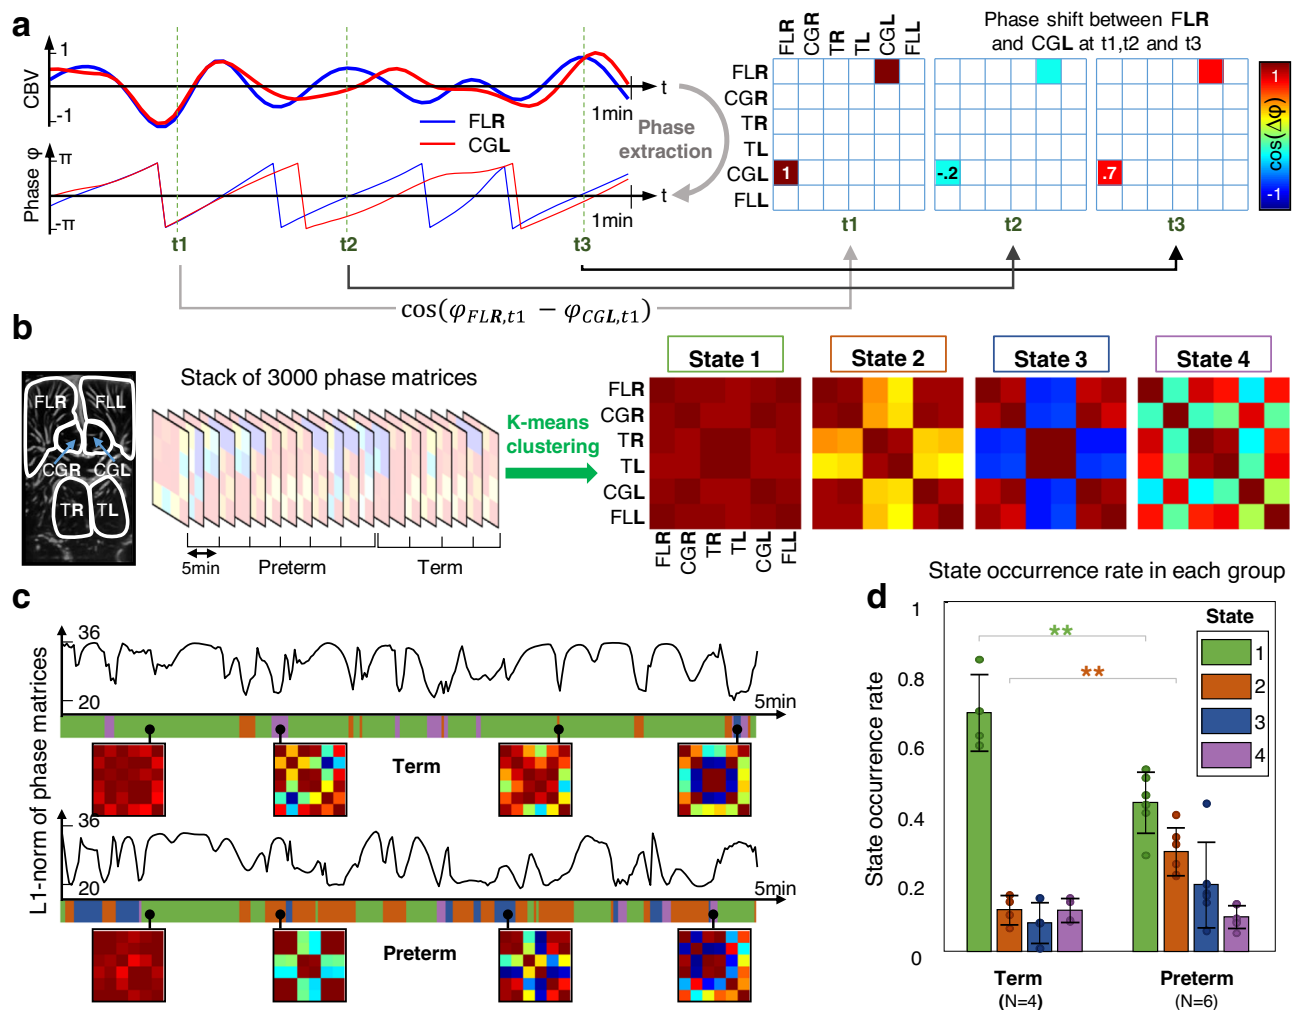 a
CBV
1
-1
t
1min
FLR
CGL
Phase extraction
Phase φ
π
-π
t
1min
t1
t2
t3
cos(φFLR,t1 − φCGL,t1)
FLR
CGR
TR
TL
CGL
FLL
Phase shift between FLR
and CGL at t1,t2 and t3
FLR
CGR
TR
TL
CGL
FLL
1
-.2
.7
t1
t2
t3
1
cos(Δφ)
-1
b
FLR
FLL
CGR
CGL
TR
TL
Stack of 3000 phase matrices
5min
Preterm
Term
K-means
clustering
State 1
State 2
State 3
State 4
FLR
CGR
TR
TL
CGL
FLL
FLR
CGR
TR
TL
CGL
FLL
c
L1-norm of phase matrices
36
20
5min
Term
36
20
5min
Preterm
d
State occurrence rate in each group
State occurrence rate
1
0.8
0.6
0.4
0.2
0
**
**
State
1
2
3
4
Term
(N=4)
Preterm
(N=6)